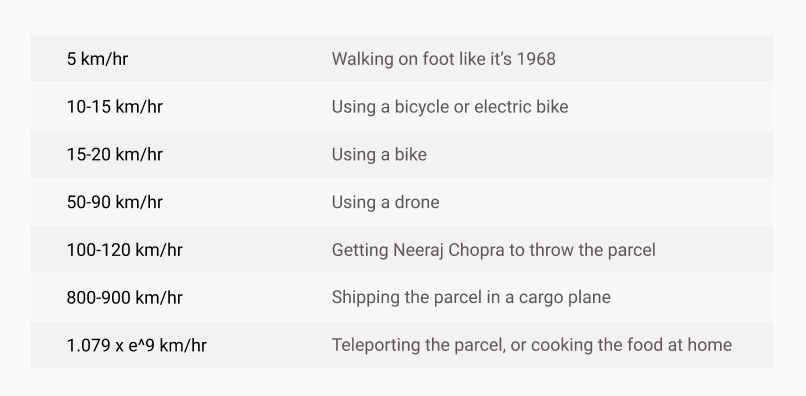 5 km/hr Walking on foot like it’s 1968
10-15 km/hr Using a bicycle or electric bike
15-20 km/hr Using a bike
50-90 km/hr Using a drone
100-120 km/hr Getting Neeraj Chopra to throw the parcel
800-900 km/hr Shipping the parcel in a cargo plane
1.079 x e^9 km/hr Teleporting the parcel, or cooking the food at home